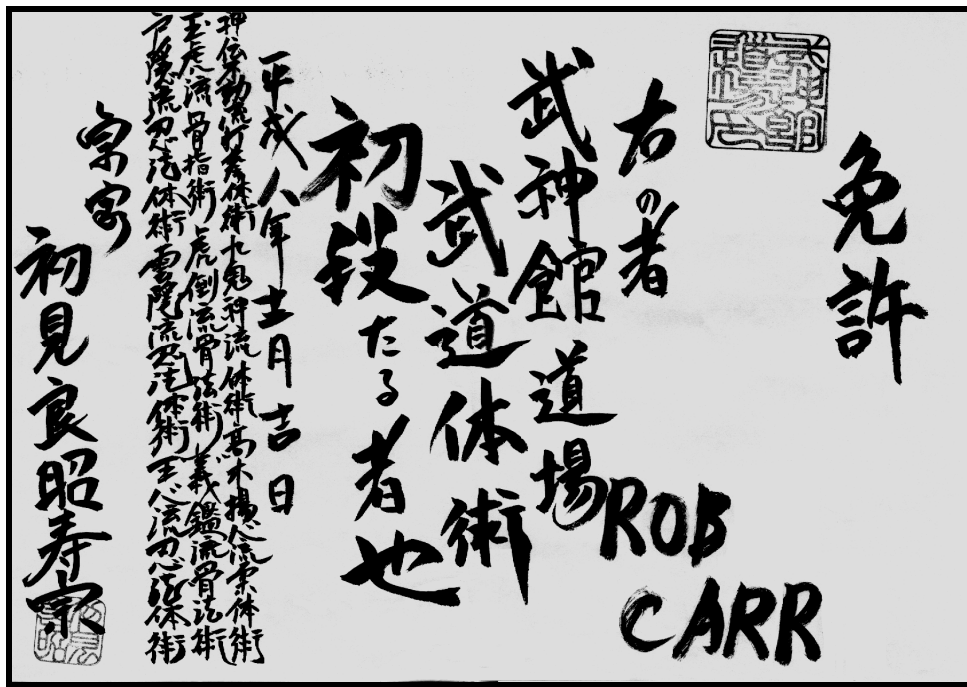 免許
右の者
ROB
CARR
武神館道場
武道体術
初段たる者也
平成八年十一月吉日
神伝不動流打拳体術九鬼神流体術高木揚心流柔体術
玉虎流骨指術虎倒流骨法術義鑑流骨法術
戸隠流忍法体術雲隠流忍法体術玉心流忍法体術
宗家
初見良昭寿宗